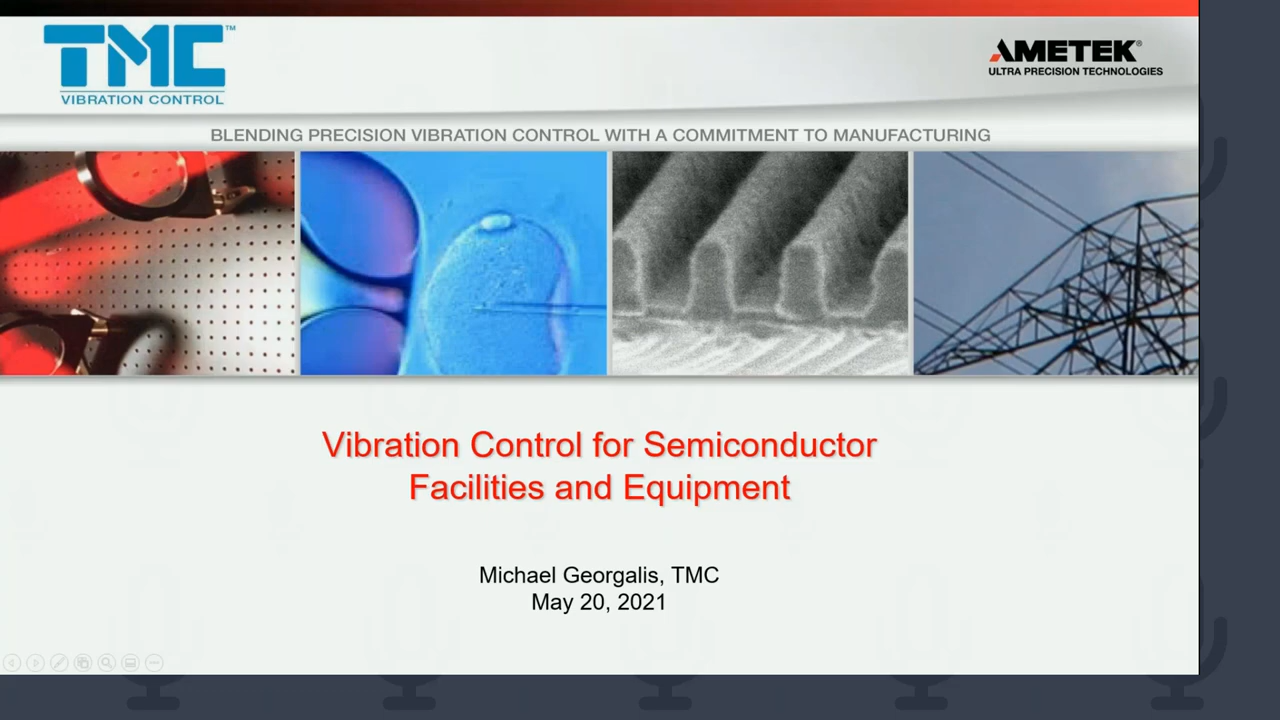 TMC™
VIBRATION CONTROL
AMETEK®
ULTRA PRECISION TECHNOLOGIES
BLENDING PRECISION VIBRATION CONTROL WITH A COMMITMENT TO MANUFACTURING
Vibration Control for Semiconductor
Facilities and Equipment
Michael Georgalis, TMC
May 20, 2021